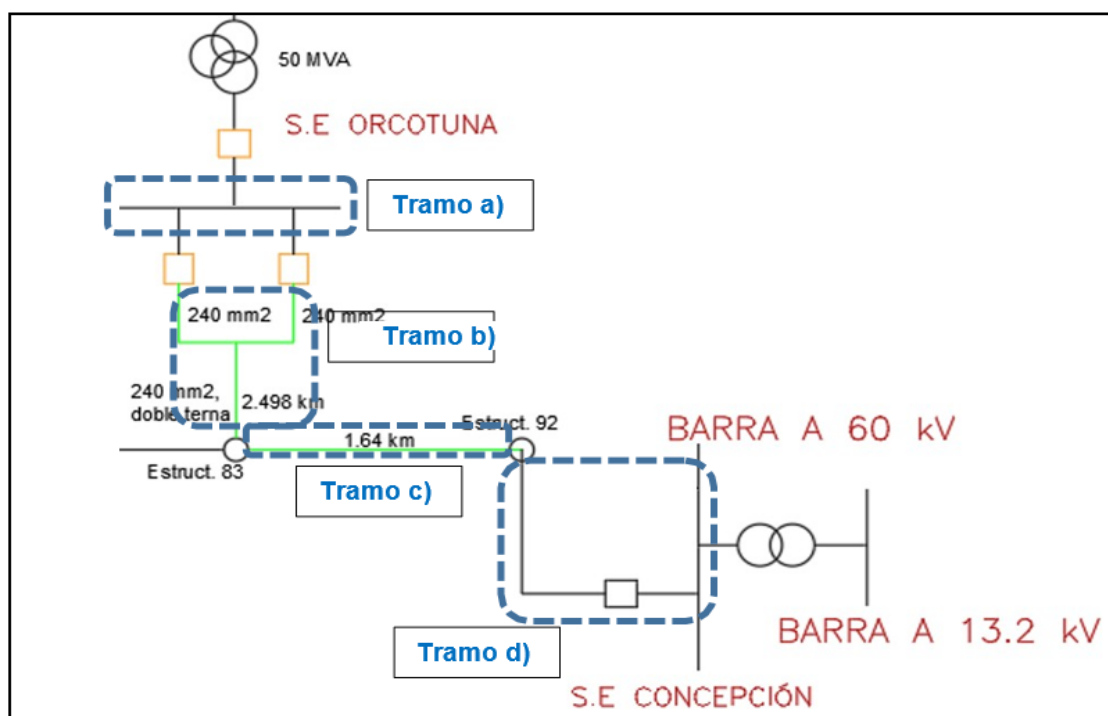 50 MVA
S.E ORCOTUNA
Tramo a)
240 mm2
240 mm2
Tramo b)
240 mm2,
doble terna
2.498 km
Estruct. 92
1.64 km
Estruct. 83
BARRA A 60 kV
Tramo c)
BARRA A 13.2 kV
Tramo d)
S.E CONCEPCIÓN